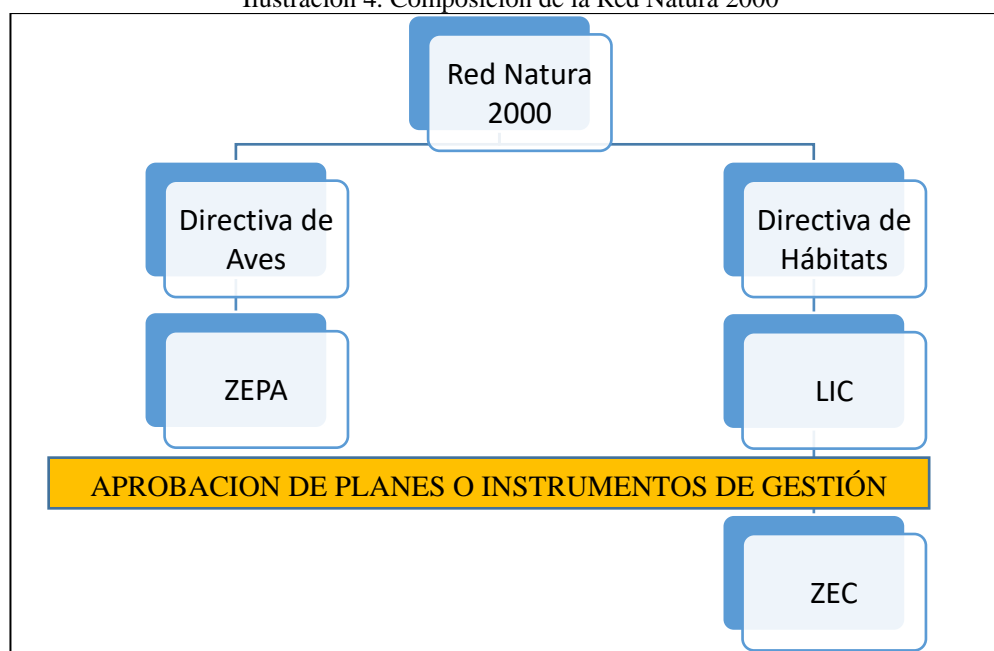 Ilustración 4. Composición de la Red Natura 2000
Red Natura
2000
Directiva de
Aves
Directiva de
Hábitats
ZEPA
LIC
APROBACION DE PLANES O INSTRUMENTOS DE GESTIÓN
ZEC